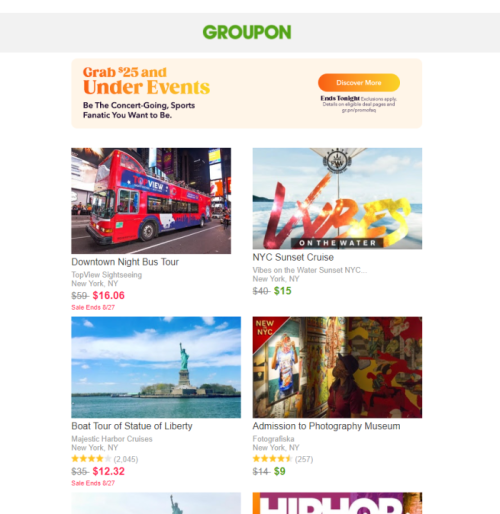 GROUPON
Grab $25 and
Under Events
Be The Concert-Going, Sports
Fanatic You Want to Be.
Discover More
Ends Tonight Exclusions apply.
Details on eligible deal pages and
gr.pn/promofaq
VIEW
Downtown Night Bus Tour
TopView Sightseeing
New York, NY
$59 $16.06
Sale Ends 8/27
VIBES
ON THE WATER
NYC Sunset Cruise
Vibes on the Water Sunset NYC...
New York, NY
$40 $15
Boat Tour of Statue of Liberty
Majestic Harbor Cruises
New York, NY
(2,045)
$35 $12.32
Sale Ends 8/27
NEW
NYC
Admission to Photography Museum
Fotografiska
New York, NY
(257)
$14 $9
HIPHOP